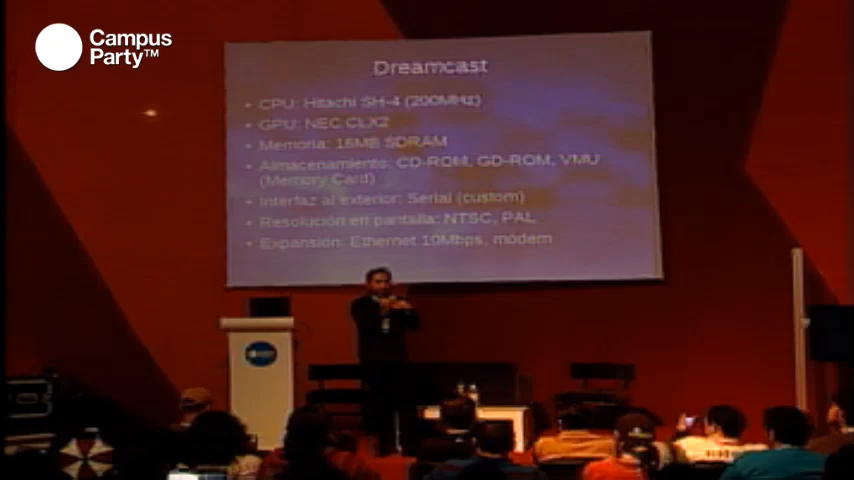 Campus
Party™
Dreamcast
• CPU: Hitachi SH-4 (200MHz)
• GPU: NEC CLX2
• Memoria: 16MB SDRAM
• Almacenamiento: CD-ROM, GD-ROM, VMU
(Memory Card)
• Interfaz al exterior: Serial (custom)
• Resolución en pantalla: NTSC, PAL
• Expansión: Ethernet 10Mbps, módem